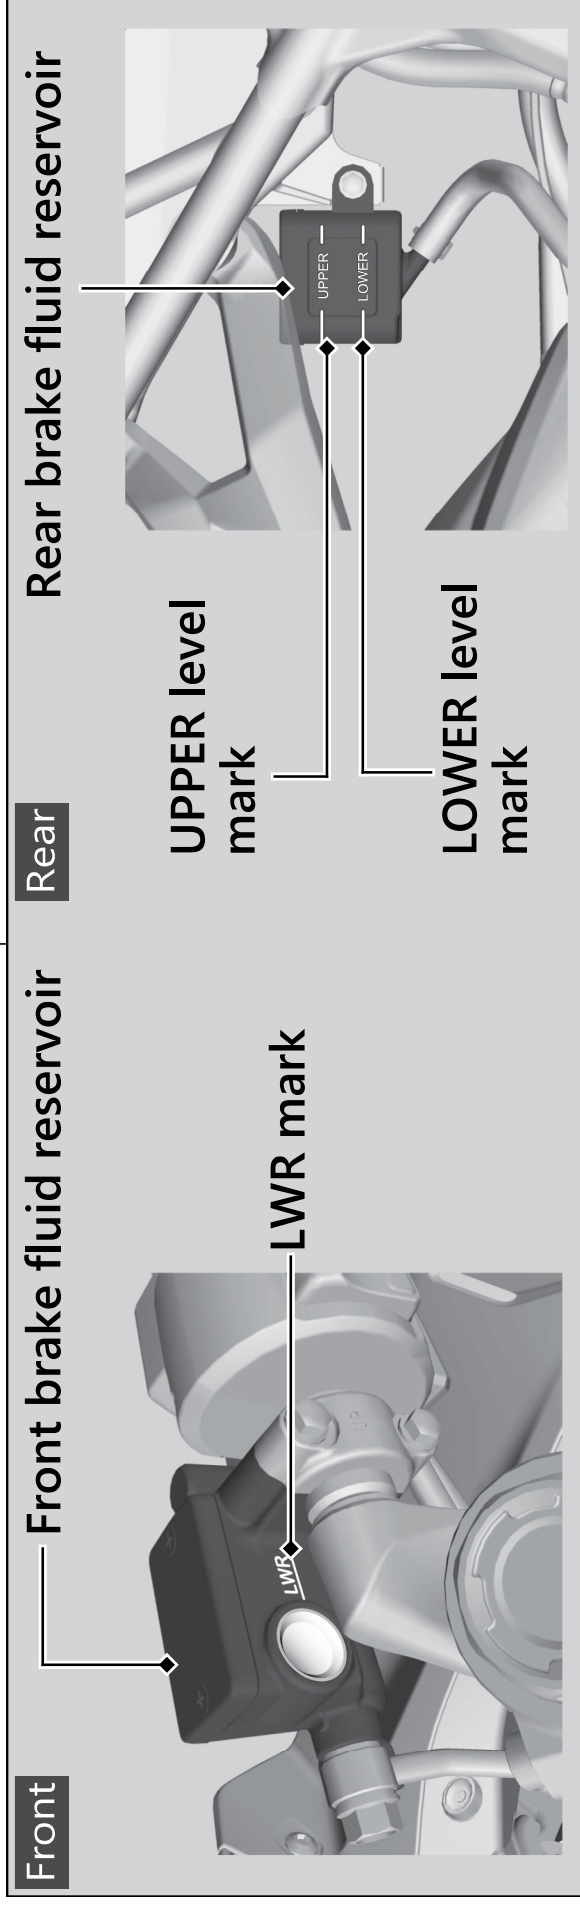 Front
Front brake fluid reservoir
LWR mark
LWR
Rear
Rear brake fluid reservoir
UPPER level
mark
LOWER level
mark
UPPER
LOWER